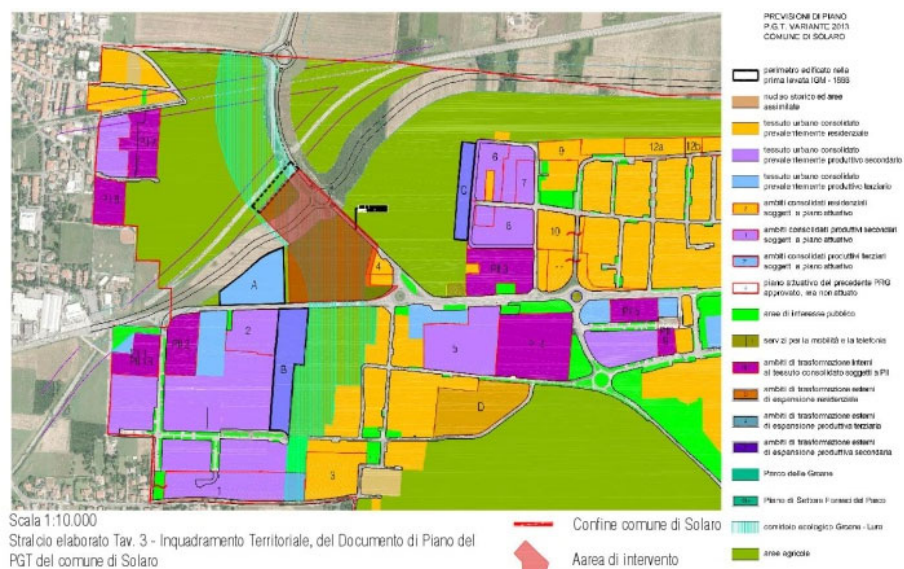 PREVISIONI DI PIANO
P.G.T. VARIANTE 2013
COMUNE DI SOLARO
perimetro edificato nella
prima levata IGM - 1888
nucleo storico ed aree
assimilate
tessuto urbano consolidato
prevalentemente residenziale
tessuto urbano consolidato
prevalentemente produttivo secondario
tessuto urbano consolidato
prevalentemente produttivo terziario
ambiti consolidati residenziali
soggetti a piano attuativo
ambiti consolidati produttivi secondari
soggetti a piano attuativo
ambiti consolidati produttivi terziari
soggetti a piano attuativo
piano attuativo del precedente PRG
approvato, ma non attuato
aree di interesse pubblico
servizi per la mobilità e la telefonia
ambiti di trasformazione interni
al tessuto consolidato soggetti a PII
ambiti di trasformazione esterni
di espansione residenziale
ambiti di trasformazione esterni
di espansione produttiva terziaria
ambiti di trasformazione esterni
di espansione produttiva secondaria
Parco delle Groane
Piano di Settore Fornaci del Parco
corridoio ecologico Groane - Lura
aree agricole
6
7
C
9
12a
12b
8
10
4
A
2
B
5
D
3
1
Scala 1:10.000
Stralcio elaborato Tav. 3 - Inquadramento Territoriale, del Documento di Piano del
PGT del comune di Solaro
Confine comune di Solaro
Aarea di intervento